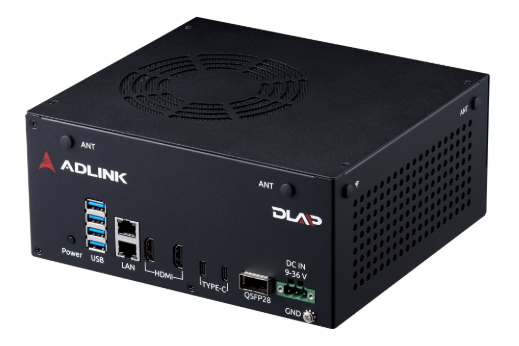 ANT
ADLINK
ANT
ANT
DLAP
Power
USB
LAN
HDMI
TYPE-C
QSFP28
DC IN
9-36 V
GND